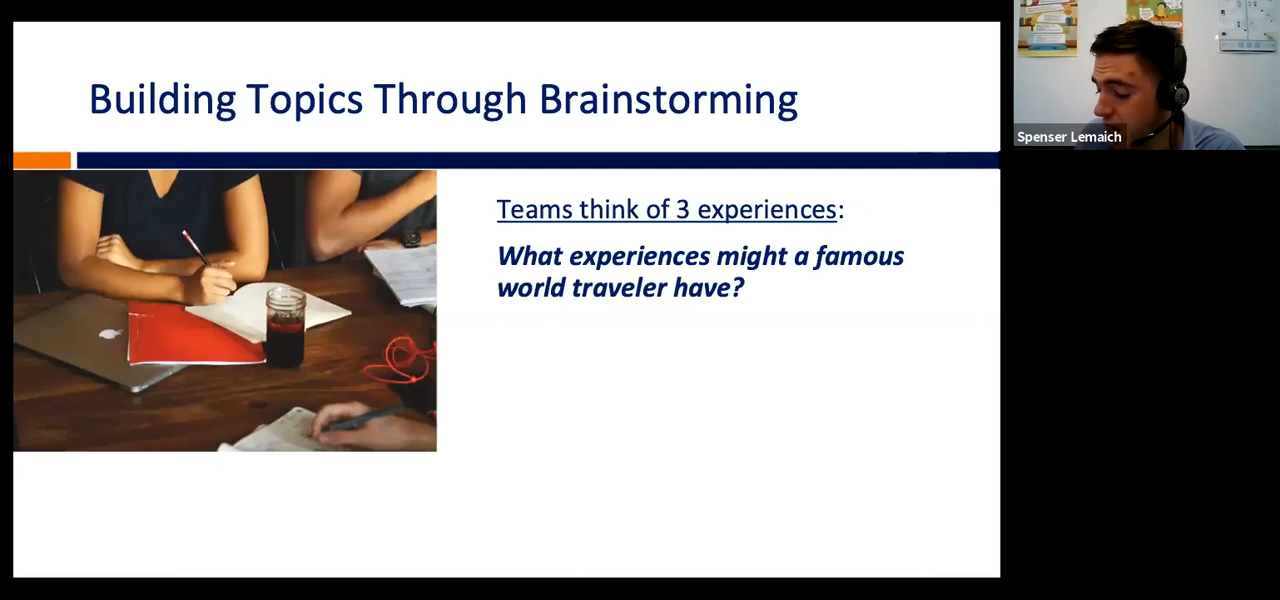 Building Topics Through Brainstorming
Spenser Lemaich
Teams think of 3 experiences:
What experiences might a famous
world traveler have?